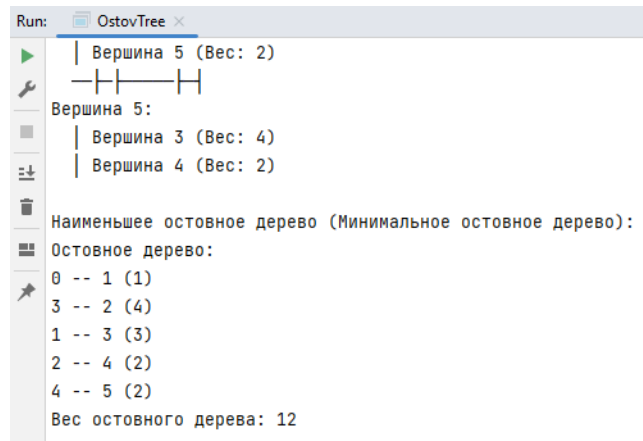 Run: OstovTree ×
│ Вершина 5 (Вес: 2)
─├─├────├─┤
Вершина 5:
│ Вершина 3 (Вес: 4)
│ Вершина 4 (Вес: 2)
Наименьшее остовное дерево (Минимальное остовное дерево):
Остовное дерево:
0 -- 1 (1)
3 -- 2 (4)
1 -- 3 (3)
2 -- 4 (2)
4 -- 5 (2)
Вес остовного дерева: 12